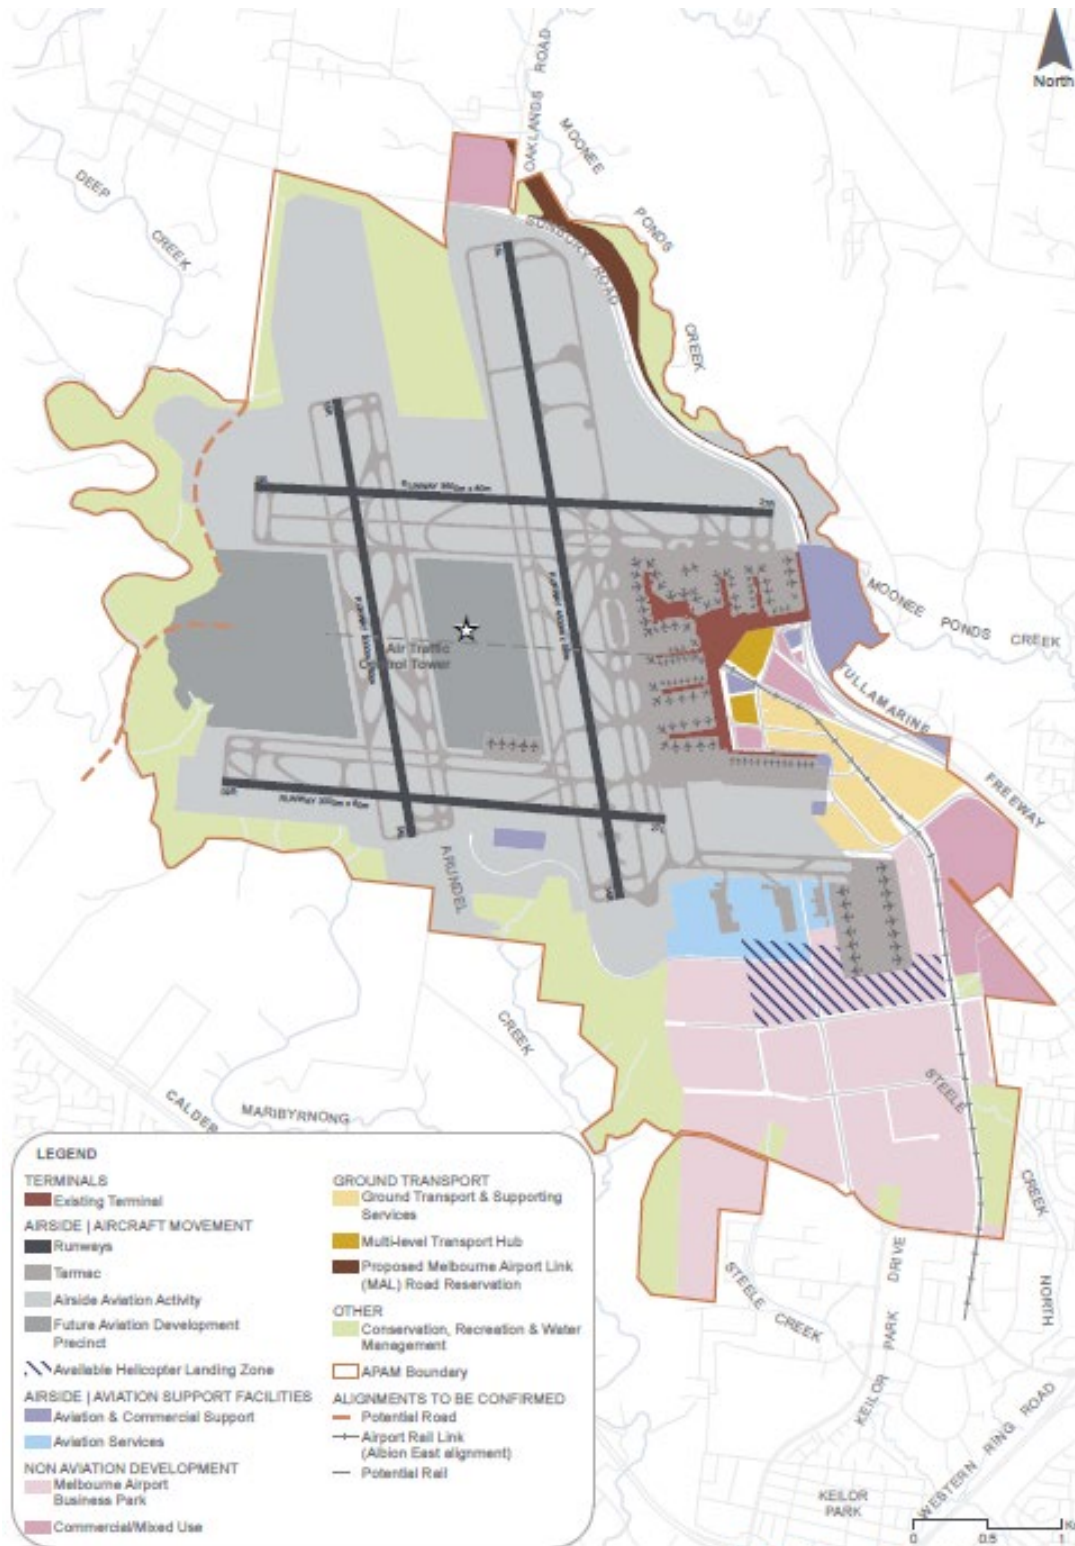 North
OAKLANDS ROAD
MOONEE
PONDS
CREEK
DEEP
CREEK
SUNBURY ROAD
Air Traffic
Control Tower
MOONEE PONDS CREEK
TULLAMARINE
FREEWAY
ARUNDEL
CREEK
CALDER
MARIBYRNONG
STEELE
CREEK
NORTH
STEELE CREEK
KEILOR PARK DRIVE
WESTERN RING ROAD
KEILOR
PARK
0 0.5 1
LEGEND
TERMINALS
Existing Terminal
AIRSIDE | AIRCRAFT MOVEMENT
Runways
Tarmac
Airside Aviation Activity
Future Aviation Development
Precinct
Available Helicopter Landing Zone
AIRSIDE | AVIATION SUPPORT FACILITIES
Aviation & Commercial Support
Aviation Services
NON AVIATION DEVELOPMENT
Melbourne Airport
Business Park
Commercial/Mixed Use
GROUND TRANSPORT
Ground Transport & Supporting
Services
Multi-level Transport Hub
Proposed Melbourne Airport Link
(MAL) Road Reservation
OTHER
Conservation, Recreation & Water
Management
APAM Boundary
ALIGNMENTS TO BE CONFIRMED
Potential Road
Airport Rail Link
(Albion East alignment)
Potential Rail